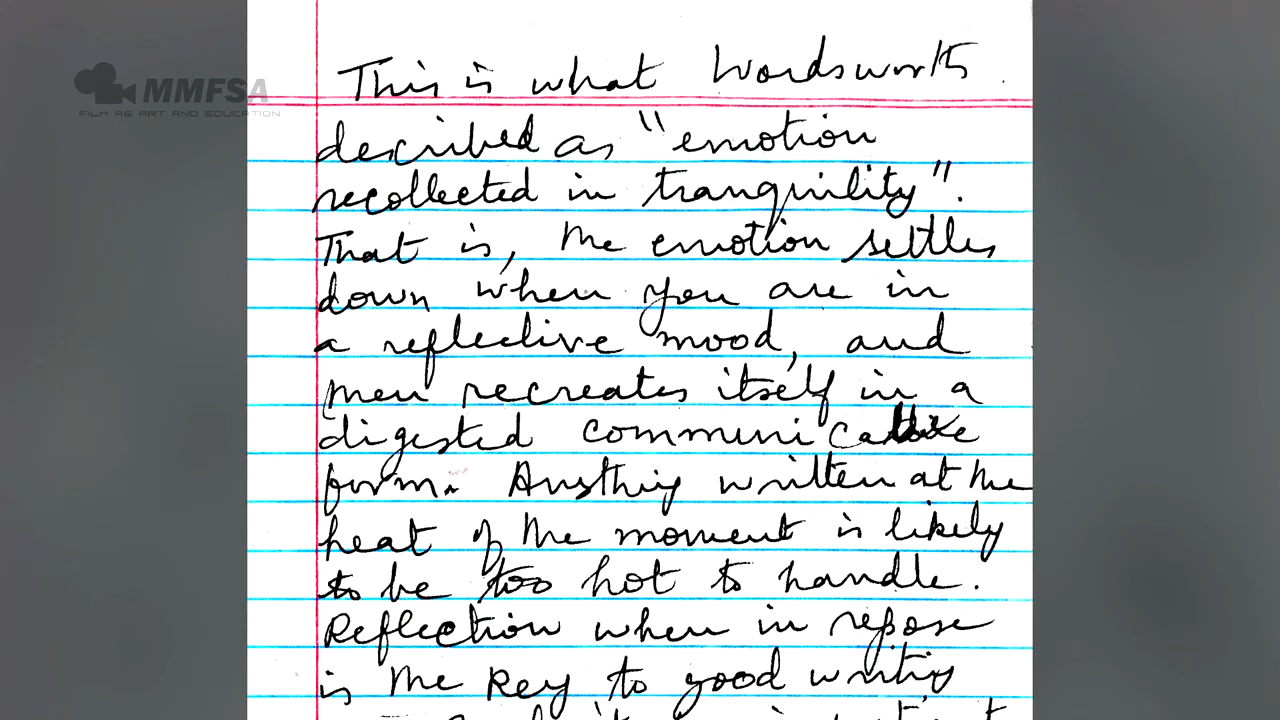 MMFSA
FILM AS ART AND EDUCATION
This is what Wordsworth
described as "emotion
recollected in tranquility".
That is, the emotion settles
down when you are in
a reflective mood, and
then recreates itself in a
digested communicative
form. Anything written at the
heat of the moment is likely
to be too hot to handle.
Reflection when in repose
is the key to good writing